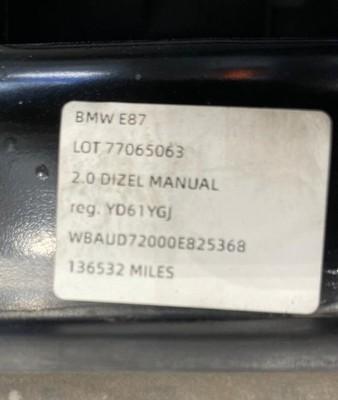 BMW E87
LOT 77065063
2.0 DIZEL MANUAL
reg. YD61YGJ
WBAUD72000E825368
136532 MILES